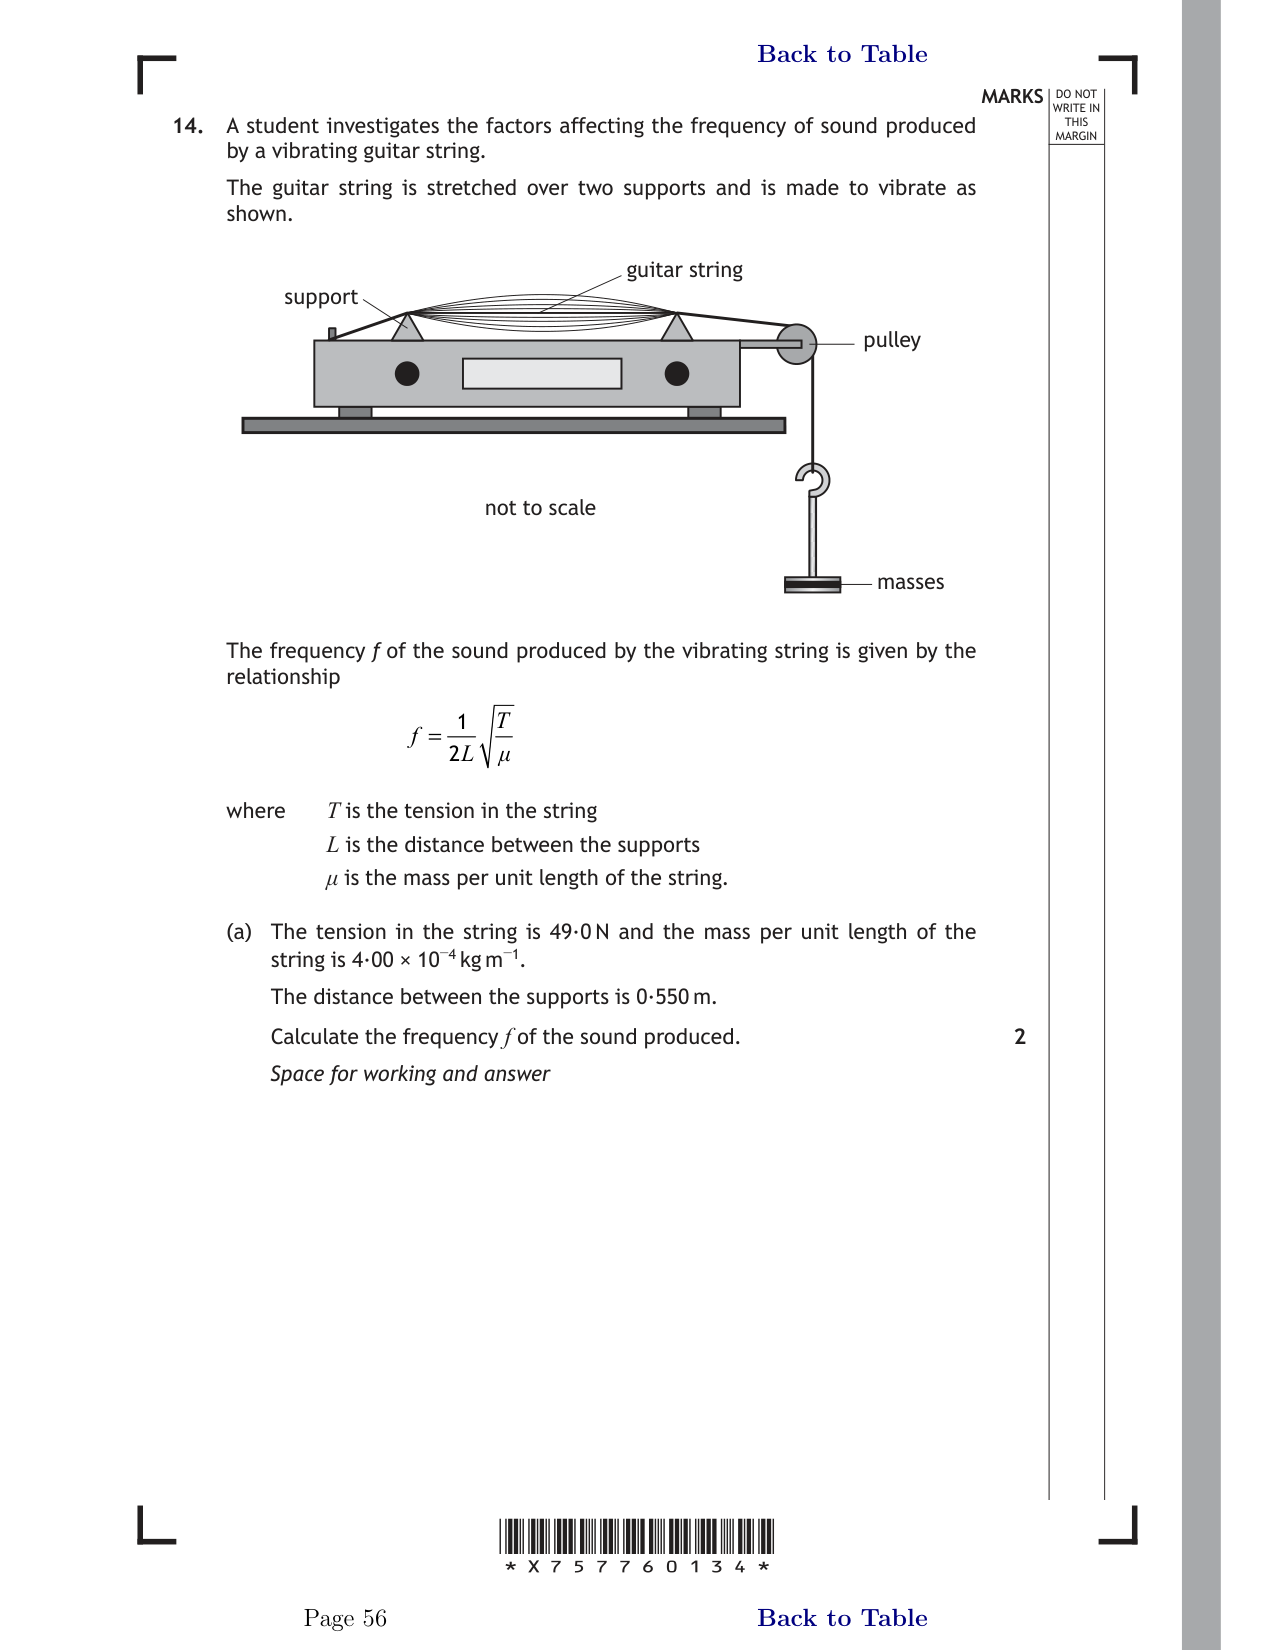 Back to Table
MARKS
DO NOT
WRITE IN
THIS
MARGIN
14. A student investigates the factors affecting the frequency of sound produced
by a vibrating guitar string.
The guitar string is stretched over two supports and is made to vibrate as
shown.
guitar string
support
pulley
not to scale
masses
The frequency f of the sound produced by the vibrating string is given by the
relationship
f = 1/2L √(T/μ)
where T is the tension in the string
L is the distance between the supports
μ is the mass per unit length of the string.
(a) The tension in the string is 49·0 N and the mass per unit length of the
string is 4·00 × 10⁻⁴ kg m⁻¹.
The distance between the supports is 0·550 m.
Calculate the frequency f of the sound produced. 2
Space for working and answer
* X 7 5 7 7 6 0 1 3 4 *
Page 56
Back to Table